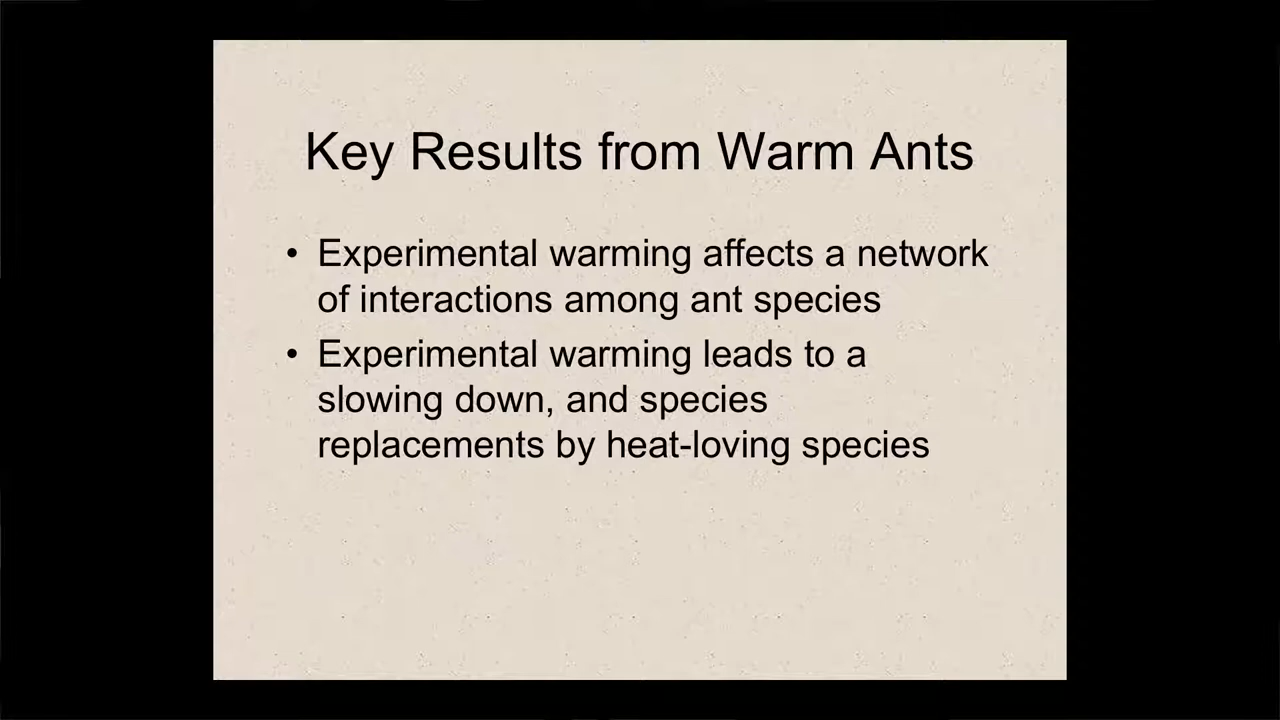 Key Results from Warm Ants
• Experimental warming affects a network
of interactions among ant species
• Experimental warming leads to a
slowing down, and species
replacements by heat-loving species